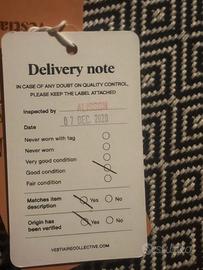 Delivery note
IN CASE OF ANY DOUBT ON QUALITY CONTROL,
PLEASE KEEP THE LABEL ATTACHED
Inspected by ALISSON
Date 07 DEC. 2020
Never worn with tag
Never worn
Very good condition
Good condition
Fair condition
Matches item description Yes No
Origin has been verified Yes No
VESTIAIRECOLLECTIVE.COM